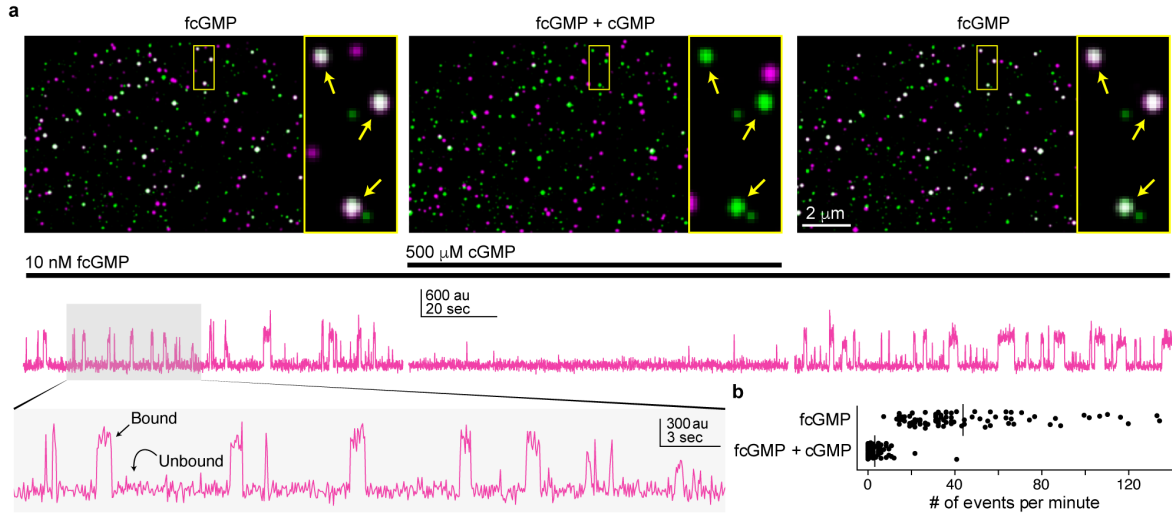 a
fcGMP
fcGMP + cGMP
fcGMP
2 μm
500 μM cGMP
10 nM fcGMP
600 au
20 sec
Bound
Unbound
300 au
3 sec
b
fcGMP
fcGMP + cGMP
0
40
80
120
# of events per minute